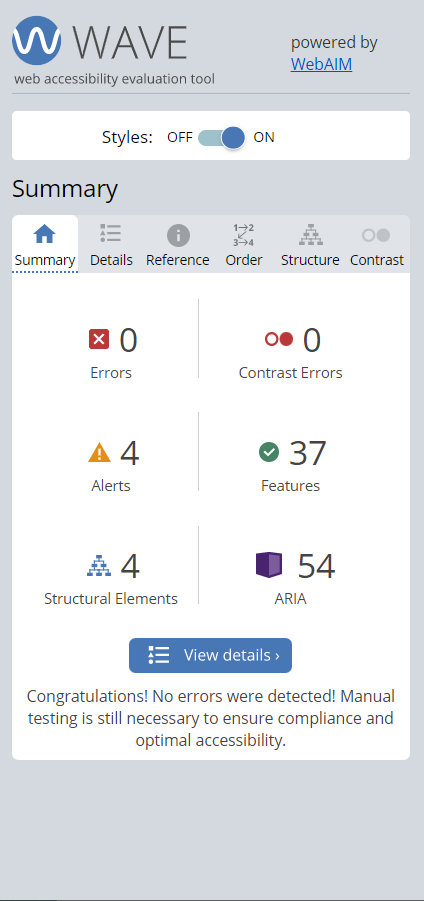 WAVE
web accessibility evaluation tool
powered by
WebAIM
Styles: OFF ON
Summary
Summary Details Reference Order Structure Contrast
1→2
3→4
0
Errors
0
Contrast Errors
4
Alerts
37
Features
4
Structural Elements
54
ARIA
View details ›
Congratulations! No errors were detected! Manual
testing is still necessary to ensure compliance and
optimal accessibility.